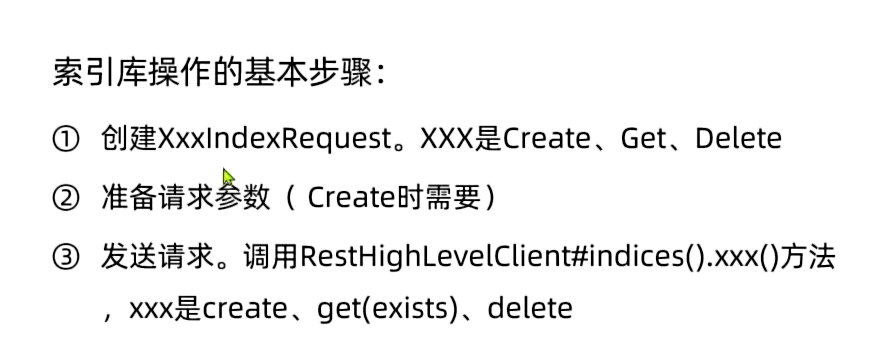 索引库操作的基本步骤：
① 创建XxxIndexRequest。XXX是Create、Get、Delete
② 准备请求参数（ Create时需要）
③ 发送请求。调用RestHighLevelClient#indices().xxx()方法
，xxx是create、get(exists)、delete